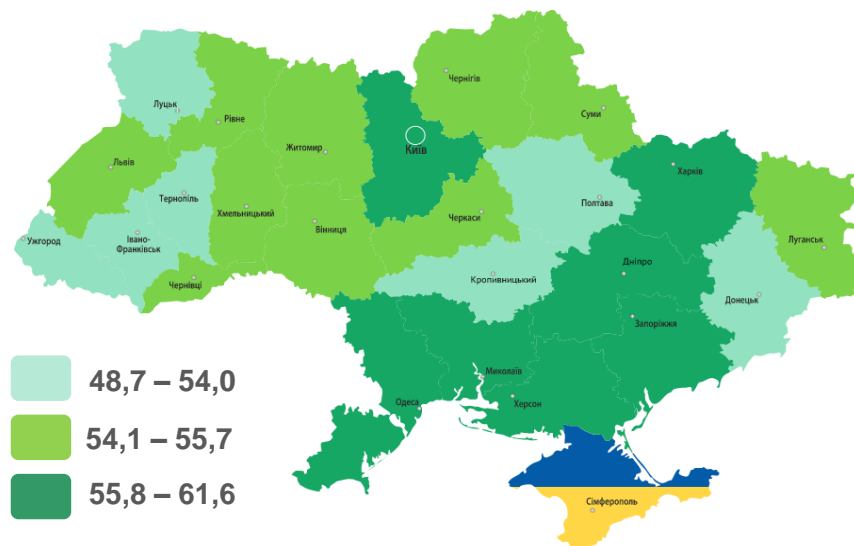 Чернігів
Луцьк
Суми
Рівне
Житомир
Київ
Львів
Харків
Тернопіль
Полтава
Хмельницький
Черкаси
Вінниця
Івано-
Франківськ
Ужгород
Луганськ
Дніпро
Чернівці
Кропивницький
Донецьк
Запоріжжя
Миколаїв
48,7 – 54,0
Одеса
Херсон
54,1 – 55,7
55,8 – 61,6
Сімферополь